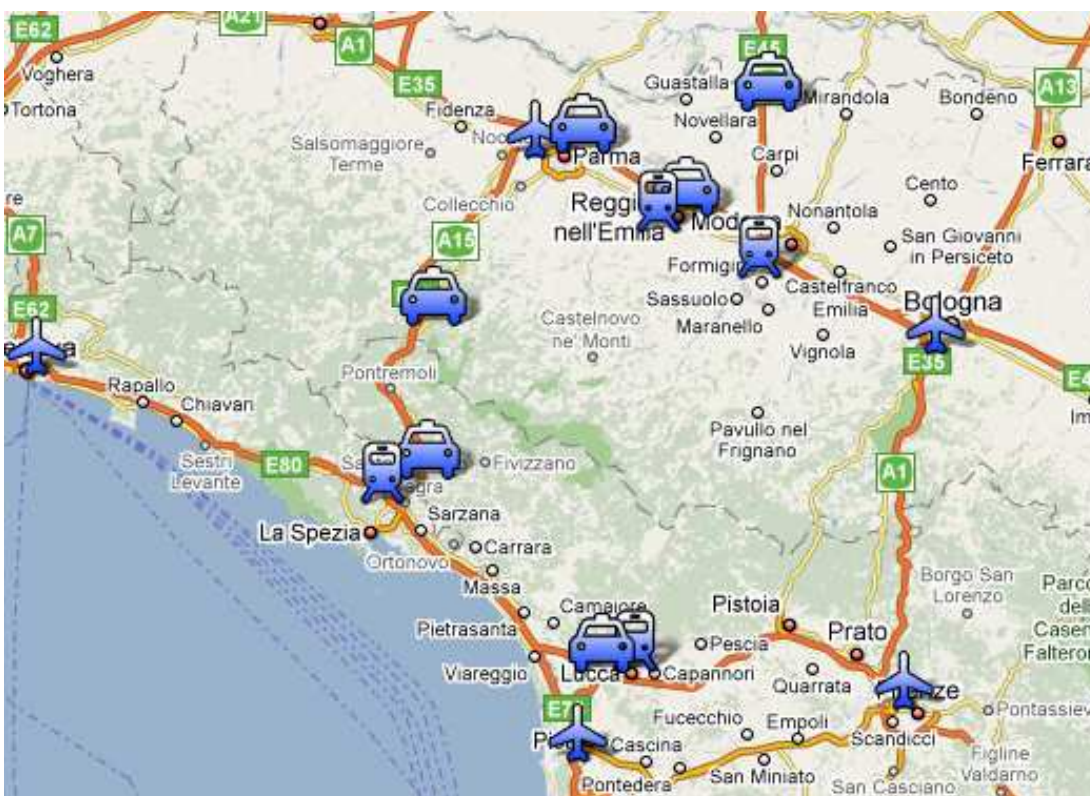 E62
A21
A1
E45
Voghera
Tortona
E35
Fidenza
Guastalla
Mirandola
Bondeno
A13
Novellara
Salsomaggiore
Terme
Parma
Carpi
Ferrara
Collecchio
Cento
Nonantola
A7
A15
nell'Emilia
San Giovanni
in Persiceto
Castelfranco
Emilia
Sassuolo
Maranello
Bologna
E62
Castelnovo
ne' Monti
Vignola
E35
Pontremoli
Rapallo
Chiavari
Pavullo nel
Frignano
Sestri
Levante
E80
Fivizzano
A1
Sarzana
La Spezia
Carrara
Ortonovo
Massa
Borgo San
Lorenzo
Camaiore
Pietrasanta
Pistoia
Prato
Pescia
Viareggio
Lucca
Capannori
Quarrata
Fucecchio
Empoli
Scandicci
Cascina
Pontedera
San Miniato
San Casciano
Figline
Valdarno